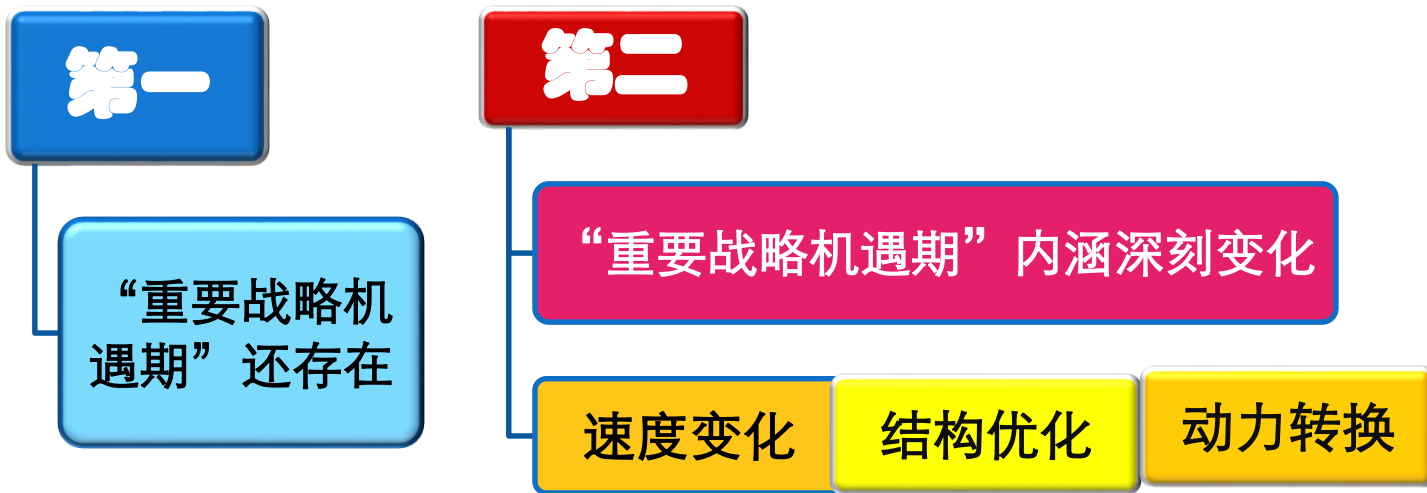 第一
“重要战略机
遇期”还存在
第二
“重要战略机遇期”内涵深刻变化
速度变化
结构优化
动力转换